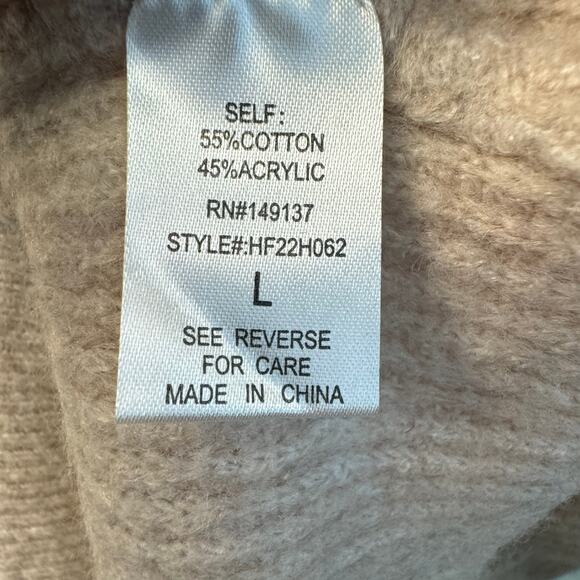 SELF:
55%COTTON
45%ACRYLIC
RN#149137
STYLE#:HF22H062
L
SEE REVERSE
FOR CARE
MADE IN CHINA